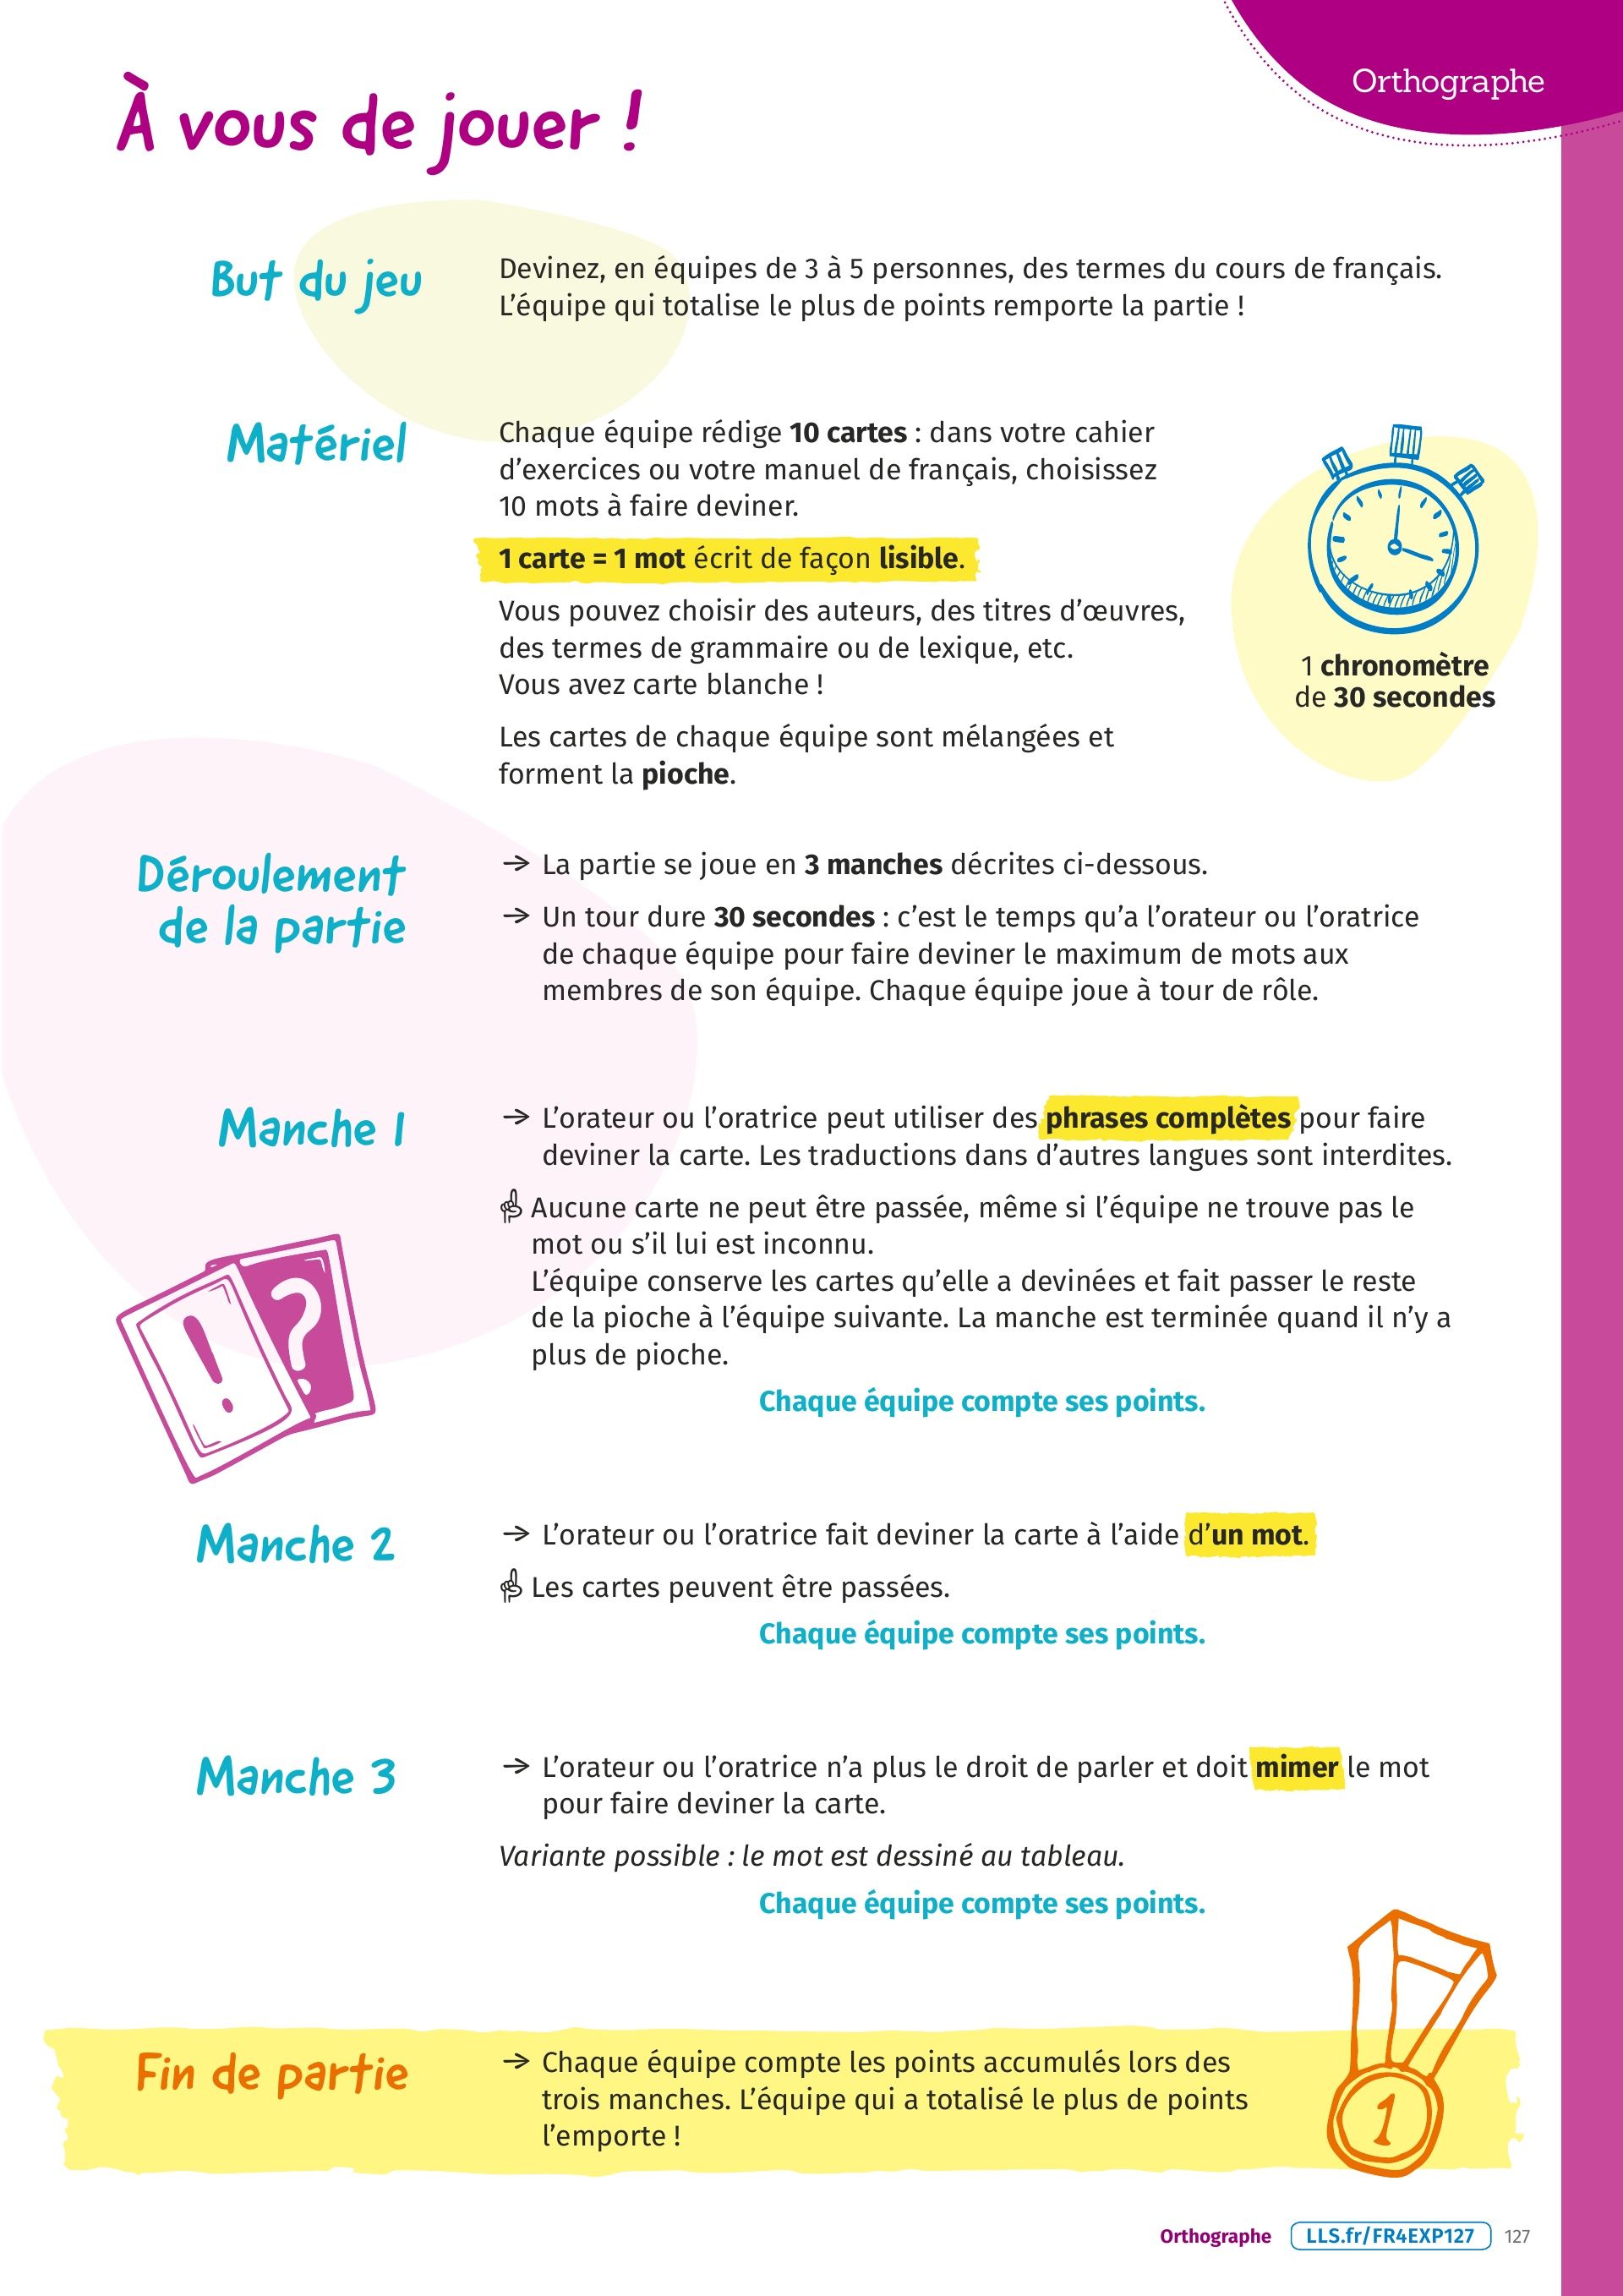 Orthographe
À vous de jouer !
But du jeu
Devinez, en équipes de 3 à 5 personnes, des termes du cours de français.
L’équipe qui totalise le plus de points remporte la partie !
Matériel
Chaque équipe rédige 10 cartes : dans votre cahier
d’exercices ou votre manuel de français, choisissez
10 mots à faire deviner.
1 carte = 1 mot écrit de façon lisible.
Vous pouvez choisir des auteurs, des titres d’œuvres,
des termes de grammaire ou de lexique, etc.
Vous avez carte blanche !
Les cartes de chaque équipe sont mélangées et
forment la pioche.
1 chronomètre
de 30 secondes
Déroulement
de la partie
→ La partie se joue en 3 manches décrites ci-dessous.
→ Un tour dure 30 secondes : c’est le temps qu’a l’orateur ou l’oratrice
de chaque équipe pour faire deviner le maximum de mots aux
membres de son équipe. Chaque équipe joue à tour de rôle.
Manche 1
→ L’orateur ou l’oratrice peut utiliser des phrases complètes pour faire
deviner la carte. Les traductions dans d’autres langues sont interdites.
Aucune carte ne peut être passée, même si l’équipe ne trouve pas le
mot ou s’il lui est inconnu.
L’équipe conserve les cartes qu’elle a devinées et fait passer le reste
de la pioche à l’équipe suivante. La manche est terminée quand il n’y a
plus de pioche.
Chaque équipe compte ses points.
! ?
Manche 2
→ L’orateur ou l’oratrice fait deviner la carte à l’aide d’un mot.
Les cartes peuvent être passées.
Chaque équipe compte ses points.
Manche 3
→ L’orateur ou l’oratrice n’a plus le droit de parler et doit mimer le mot
pour faire deviner la carte.
Variante possible : le mot est dessiné au tableau.
Chaque équipe compte ses points.
Fin de partie
→ Chaque équipe compte les points accumulés lors des
trois manches. L’équipe qui a totalisé le plus de points
l’emporte !
1
Orthographe LLS.fr/FR4EXP127 127